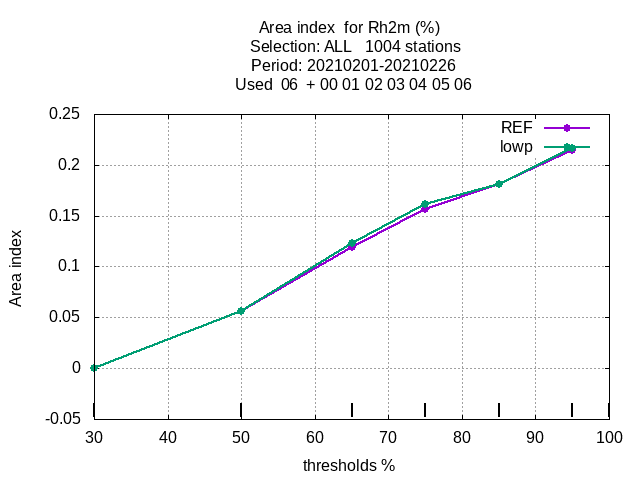 Area index  for Rh2m (%)
Selection: ALL   1004 stations
Period: 20210201-20210226
Used  06  + 00 01 02 03 04 05 06
REF
lowp
0.25
0.2
0.15
0.1
0.05
0
-0.05
Area index
30 40 50 60 70 80 90 100
thresholds %